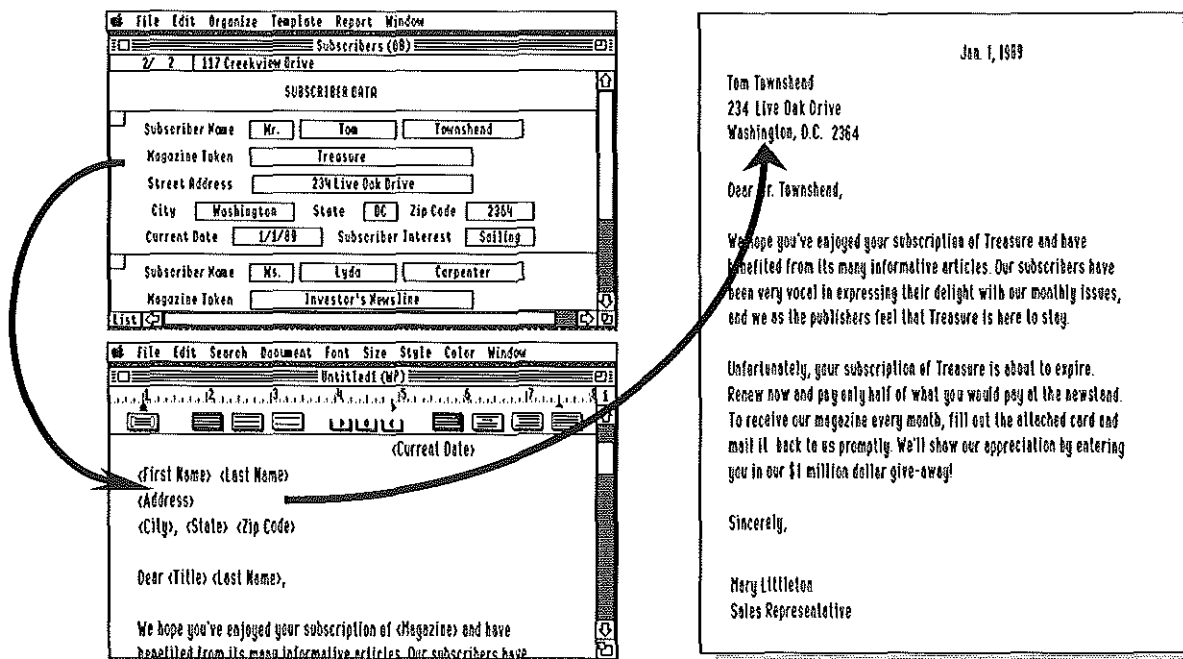 File Edit Organize Template Report Window
Subscribers (DB)
2/ 2 117 Creekview Drive
SUBSCRIBER DATA
Subscriber Name Mr. Tom Townshend
Magazine Taken Treasure
Street Address 234 Live Oak Drive
City Washington State DC Zip Code 2364
Current Date 1/1/89 Subscriber Interest Sailing
Subscriber Name Ms. Lyda Carpenter
Magazine Taken Investor's Newsline
List
File Edit Search Document Font Size Style Color Window
Untitled1 (WP)
1 2 3 4 5 6 7 8
<Current Date>
<First Name> <Last Name>
<Address>
<City>, <State> <Zip Code>
Dear <Title> <Last Name>,
We hope you've enjoyed your subscription of <Magazine> and have
benefited from its many informative articles. Our subscribers have
Jan. 1, 1989
Tom Townshend
234 Live Oak Drive
Washington, D.C. 2364
Dear Mr. Townshend,
We hope you've enjoyed your subscription of Treasure and have
benefited from its many informative articles. Our subscribers have
been very vocal in expressing their delight with our monthly issues,
and we as the publishers feel that Treasure is here to stay.
Unfortunately, your subscription of Treasure is about to expire.
Renew now and pay only half of what you would pay at the newstand.
To receive our magazine every month, fill out the attached card and
mail it back to us promptly. We'll show our appreciation by entering
you in our $1 million dollar give-away!
Sincerely,
Mary Littleton
Sales Representative